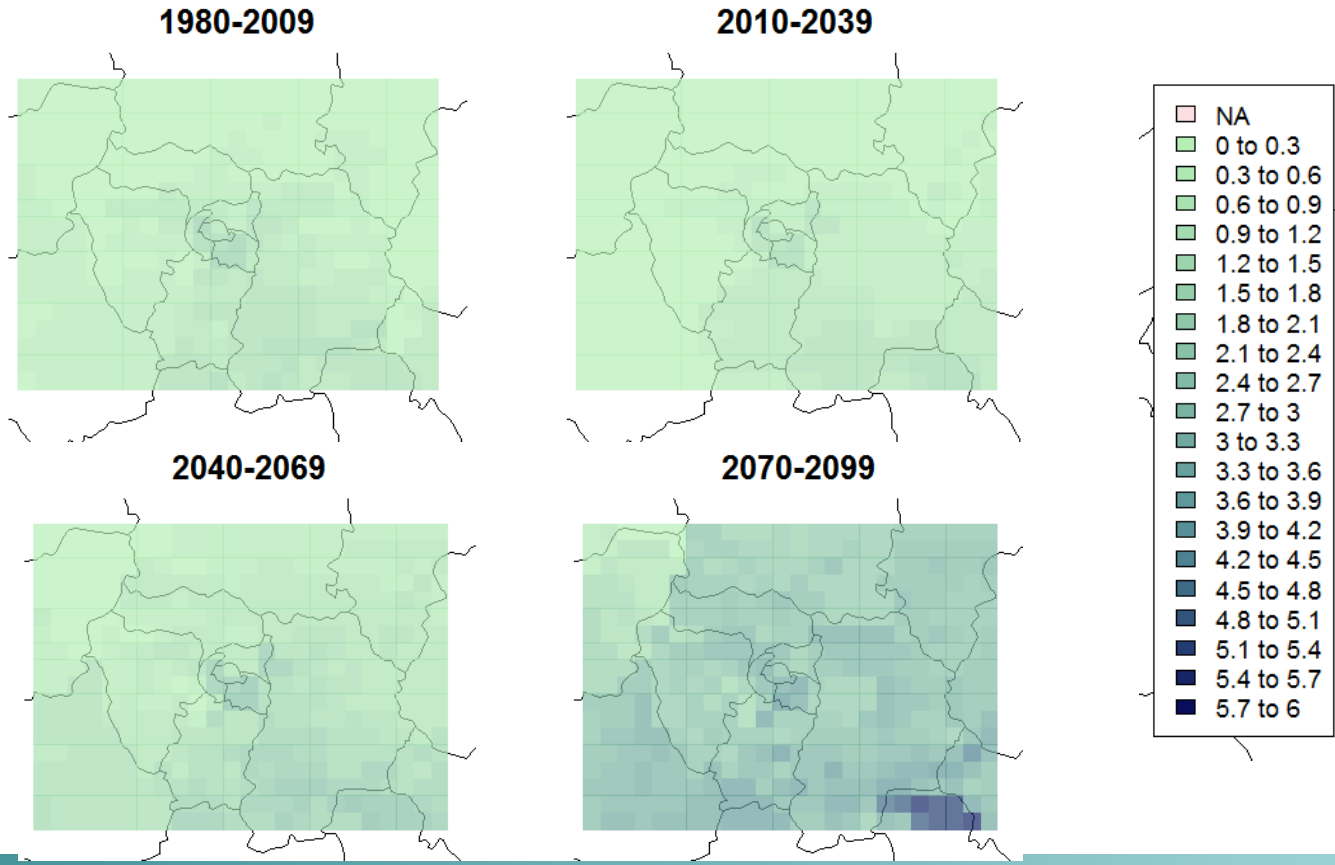 1980-2009
2010-2039
2040-2069
2070-2099
NA
0 to 0.3
0.3 to 0.6
0.6 to 0.9
0.9 to 1.2
1.2 to 1.5
1.5 to 1.8
1.8 to 2.1
2.1 to 2.4
2.4 to 2.7
2.7 to 3
3 to 3.3
3.3 to 3.6
3.6 to 3.9
3.9 to 4.2
4.2 to 4.5
4.5 to 4.8
4.8 to 5.1
5.1 to 5.4
5.4 to 5.7
5.7 to 6